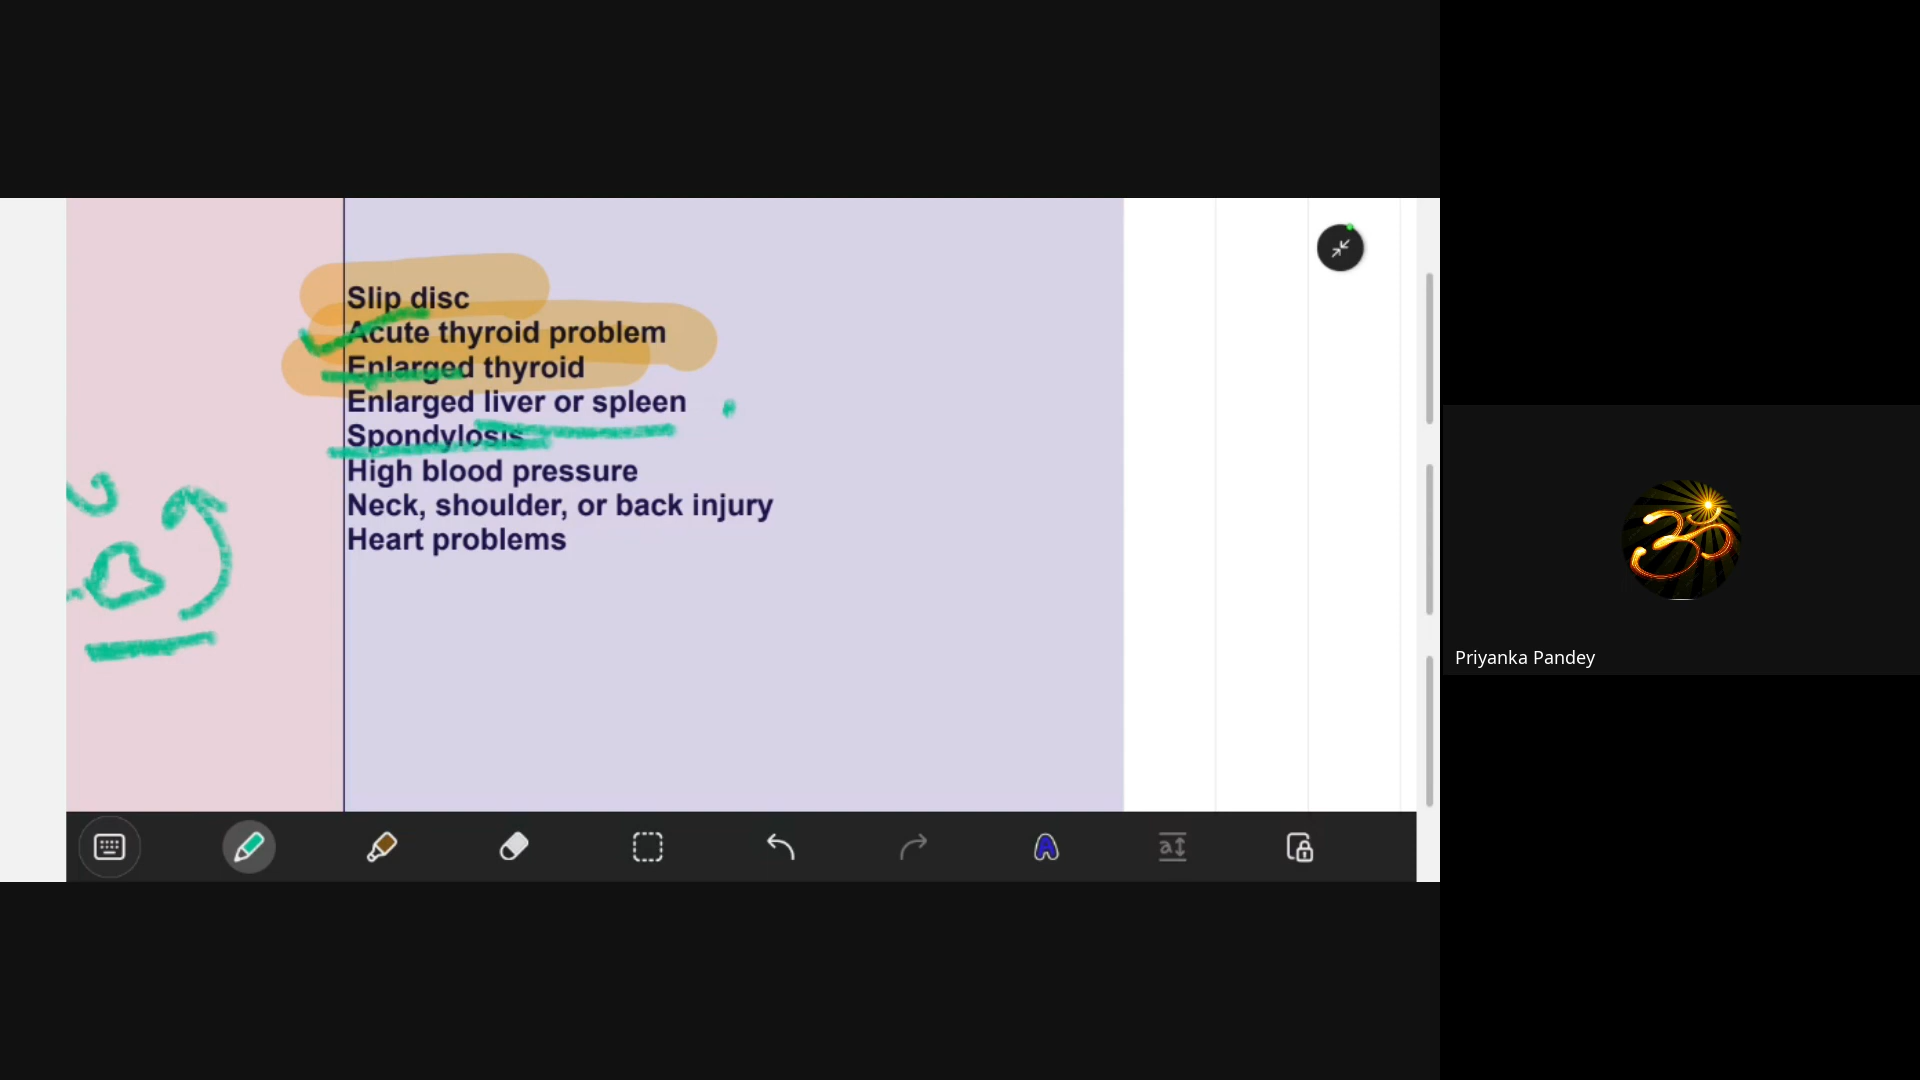 Slip disc
Acute thyroid problem
Enlarged thyroid
Enlarged liver or spleen
Spondylosis
High blood pressure
Neck, shoulder, or back injury
Heart problems
ॐ
Priyanka Pandey